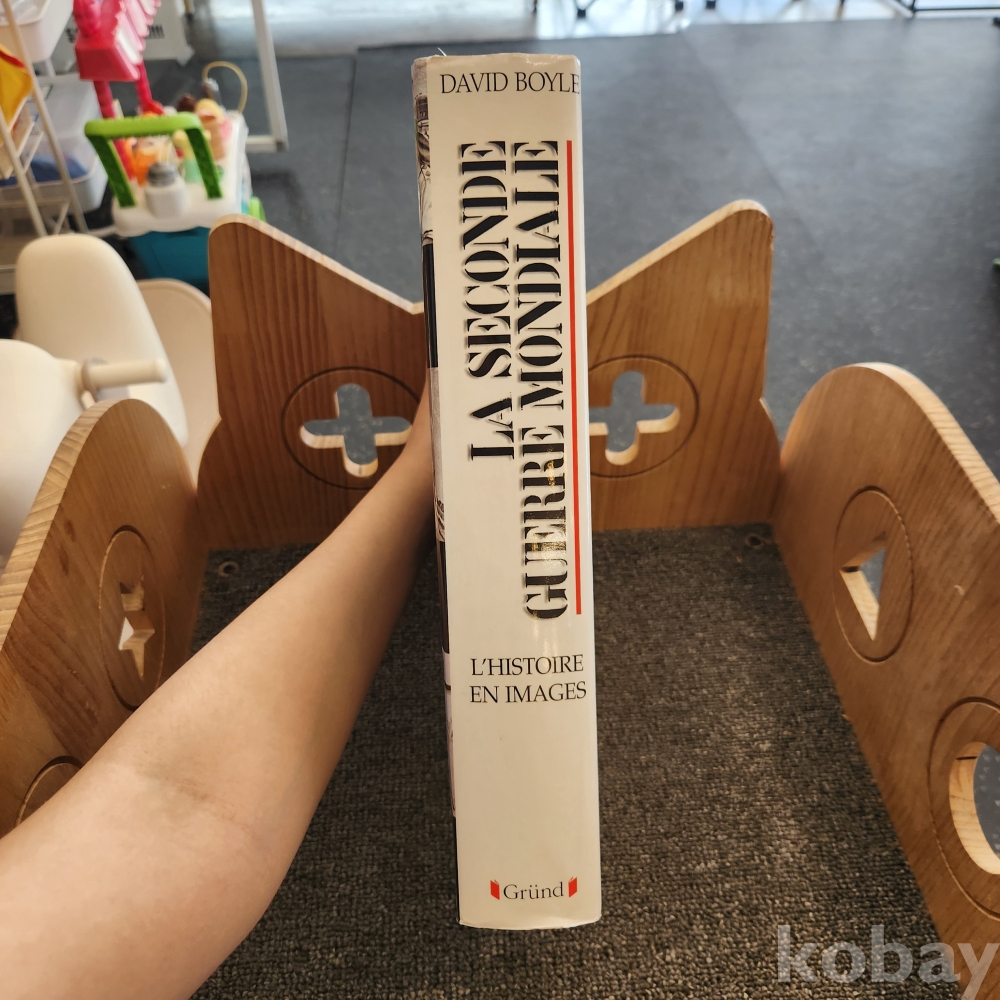 DAVID BOYLE
LA SECONDE
GUERRE MONDIALE
L'HISTOIRE
EN IMAGES
Gründ
kobay